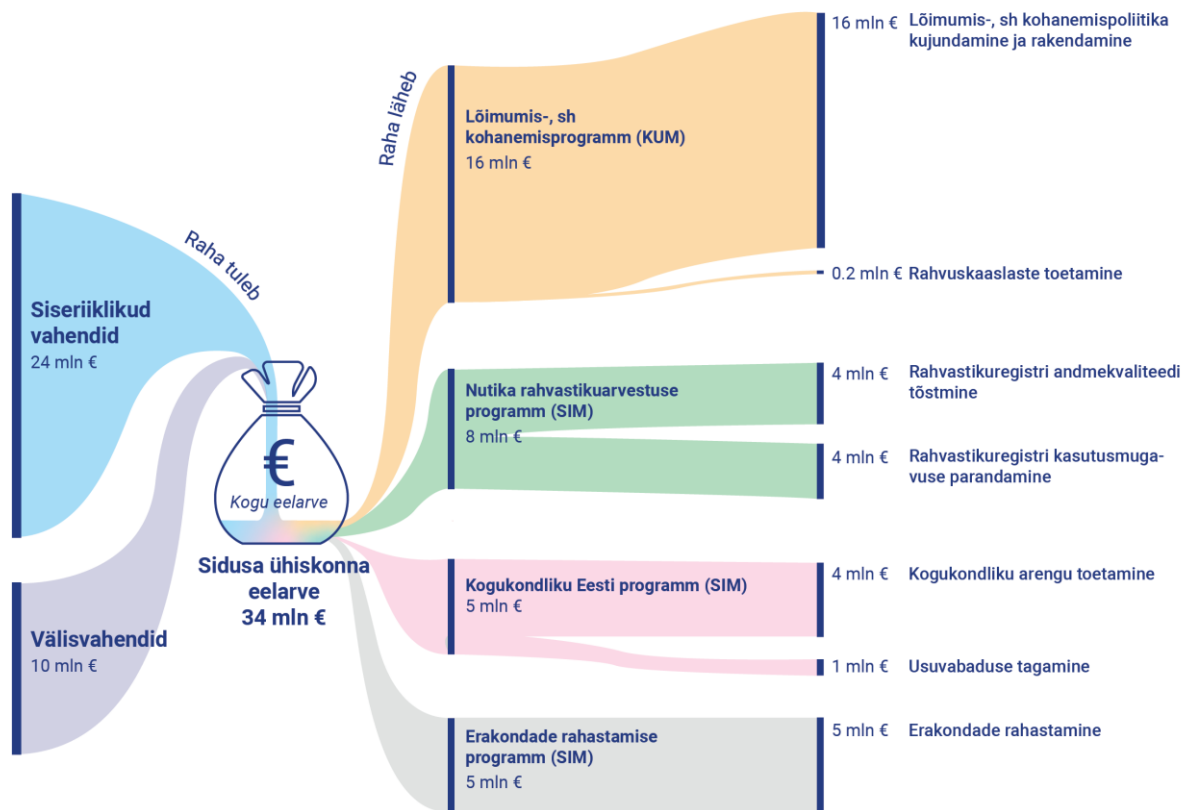 16 mln € Lõimumis-, sh kohanemispoliitika
kujundamine ja rakendamine
Raha läheb
Lõimumis-, sh
kohanemisprogramm (KUM)
16 mln €
Raha tuleb
0.2 mln € Rahvuskaaslaste toetamine
Siseriiklikud
vahendid
24 mln €
Nutika rahvastikuarvestuse
programm (SIM)
8 mln €
4 mln € Rahvastikuregistri andmekvaliteedi
tõstmine
4 mln € Rahvastikuregistri kasutusmuga-
vuse parandamine
€
Kogu eelarve
Sidusa ühiskonna
eelarve
34 mln €
Kogukondliku Eesti programm (SIM)
5 mln €
4 mln € Kogukondliku arengu toetamine
1 mln € Usuvabaduse tagamine
Välisvahendid
10 mln €
Erakondade rahastamise
programm (SIM)
5 mln €
5 mln € Erakondade rahastamine